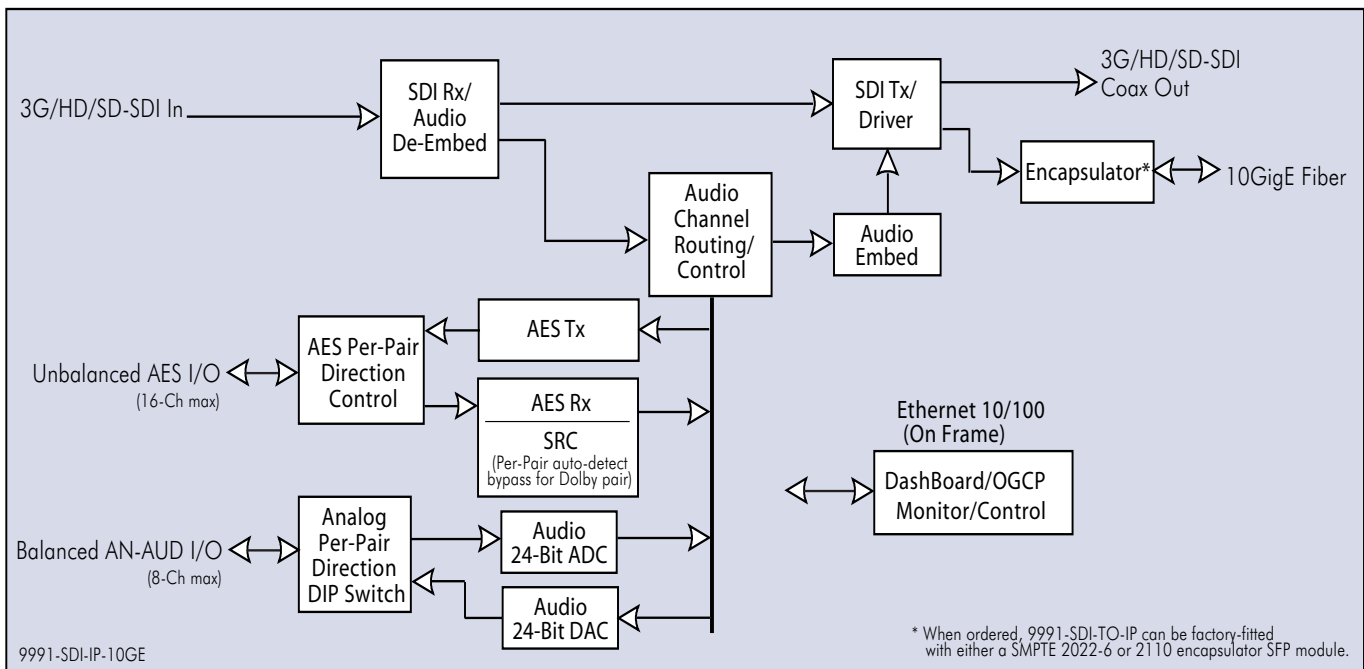 3G/HD/SD-SDI In
SDI Rx/
Audio
De-Embed
SDI Tx/
Driver
3G/HD/SD-SDI
Coax Out
Encapsulator*
10GigE Fiber
Audio
Channel
Routing/
Control
Audio
Embed
Unbalanced AES I/O
(16-Ch max)
AES Per-Pair
Direction
Control
AES Tx
AES Rx
SRC
(Per-Pair auto-detect
bypass for Dolby pair)
Ethernet 10/100
(On Frame)
DashBoard/OGCP
Monitor/Control
Balanced AN-AUD I/O
(8-Ch max)
Analog
Per-Pair
Direction
DIP Switch
Audio
24-Bit ADC
Audio
24-Bit DAC
9991-SDI-IP-10GE
* When ordered, 9991-SDI-TO-IP can be factory-fitted
with either a SMPTE 2022-6 or 2110 encapsulator SFP module.